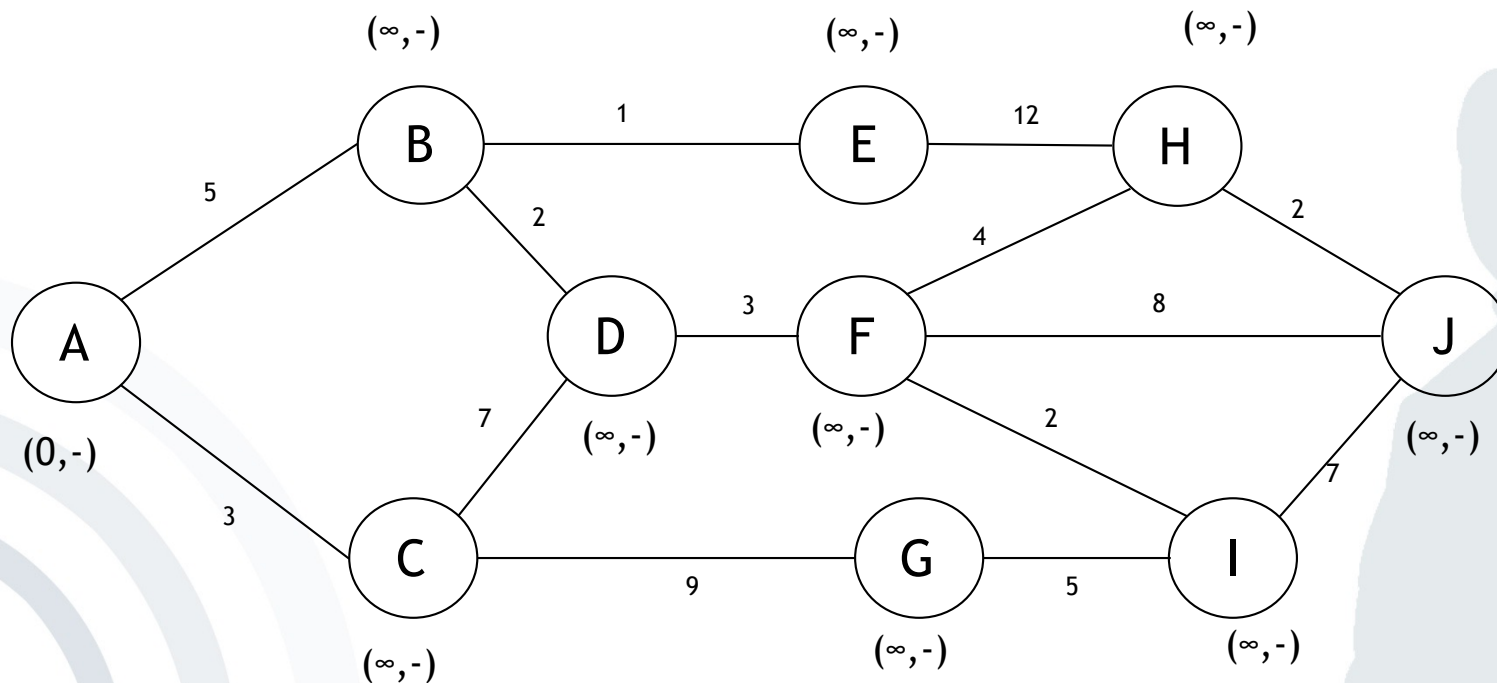 (∞,-) (∞,-) (∞,-)
1 12
B E H
5 2 2
4
3 8
A D F J
7 2
(0,-) (∞,-) (∞,-) (∞,-)
7
3
C G I
9 5
(∞,-) (∞,-) (∞,-)